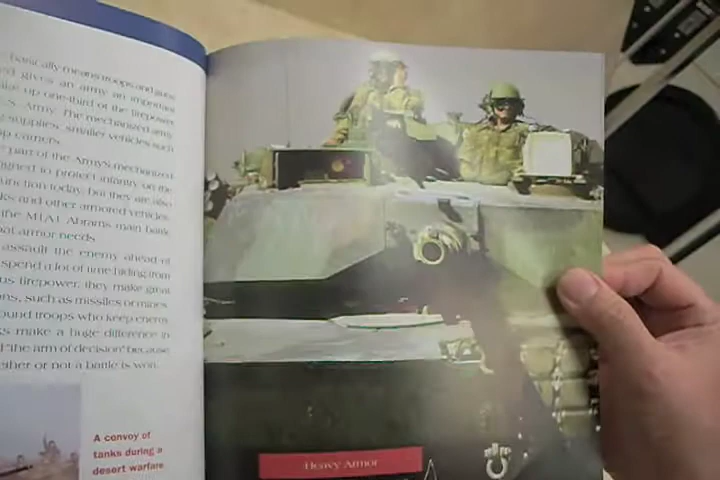 basically means troops and guns
gives an army an important
make up one-third of the firepower
Army. The mechanized army
supplies, smaller vehicles such
carriers.
part of the Army's mechanized
to protect infantry on the
function today, but they are also
and other armored vehicles.
the M1A1 Abrams main battle
armor needs.
assault the enemy ahead of
spend a lot of time hiding from
firepower, they make great
such as missiles or mines.
ground troops who keep enemy
make a huge difference in
"the arm of decision" because
whether or not a battle is won.
A convoy of
tanks during a
desert warfare
Heavy Armor